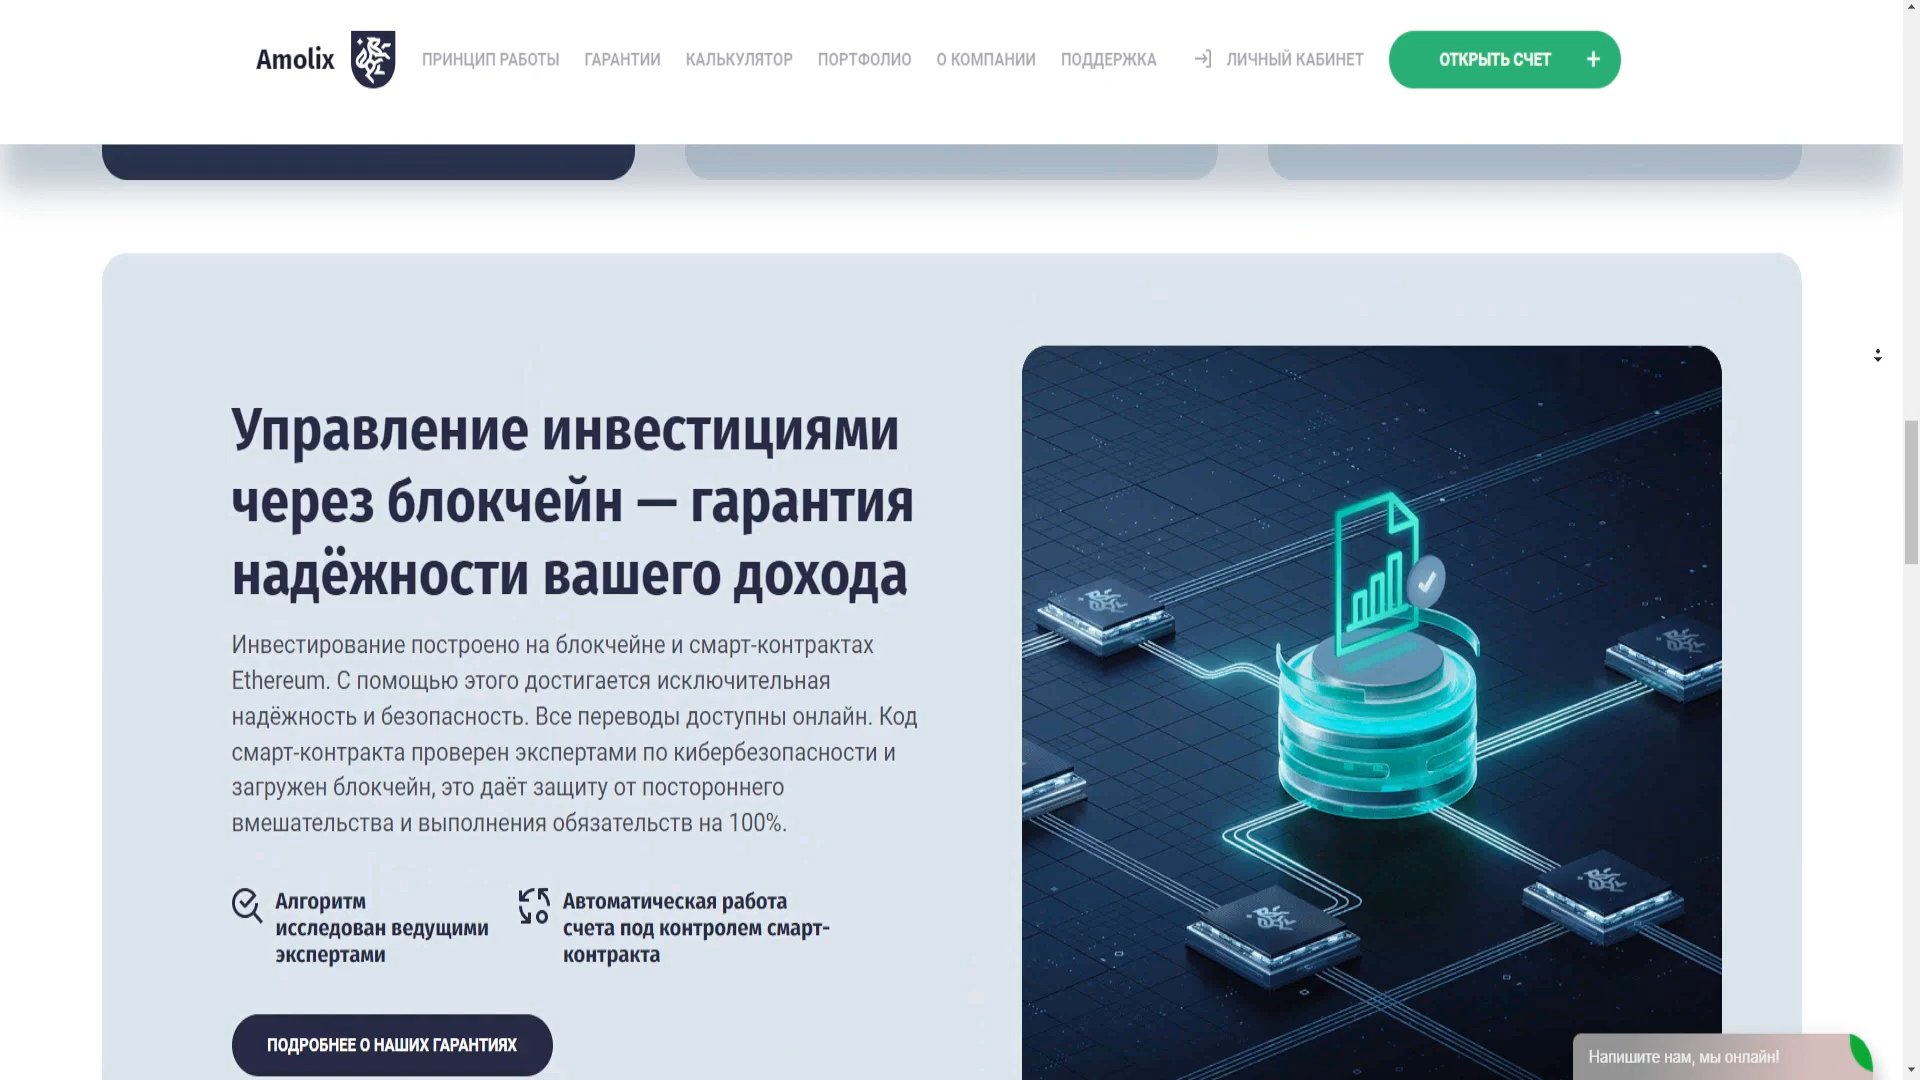 Amolix
ПРИНЦИП РАБОТЫ
ГАРАНТИИ
КАЛЬКУЛЯТОР
ПОРТФОЛИО
О КОМПАНИИ
ПОДДЕРЖКА
ЛИЧНЫЙ КАБИНЕТ
ОТКРЫТЬ СЧЕТ +
Управление инвестициями
через блокчейн — гарантия
надёжности вашего дохода
Инвестирование построено на блокчейне и смарт-контрактах
Ethereum. С помощью этого достигается исключительная
надёжность и безопасность. Все переводы доступны онлайн. Код
смарт-контракта проверен экспертами по кибербезопасности и
загружен блокчейн, это даёт защиту от постороннего
вмешательства и выполнения обязательств на 100%.
Алгоритм
исследован ведущими
экспертами
Автоматическая работа
счета под контролем смарт-
контракта
ПОДРОБНЕЕ О НАШИХ ГАРАНТИЯХ
Напишите нам, мы онлайн!